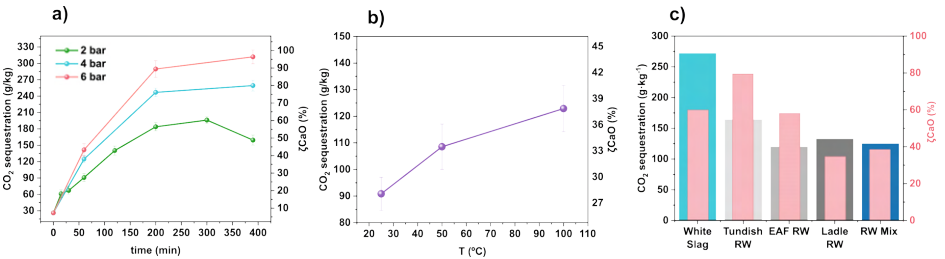 a)
CO₂ sequestration (g/kg)
330
300
270
240
210
180
150
120
90
60
30
2 bar
4 bar
6 bar
100
90
80
70
60
50
40
30
20
10
ζCaO (%)
0 50 100 150 200 250 300 350 400
time (min)
b)
CO₂ sequestration (g/kg)
150
140
130
120
110
100
90
80
45
42
39
36
33
30
27
ζCaO (%)
20 30 40 50 60 70 80 90 100 110
T (ºC)
c)
CO₂ sequestration (g·kg⁻¹)
300
250
200
150
100
50
0
100
80
60
40
20
0
ζCaO (%)
White Tundish EAF RW Ladle RW Mix
Slag RW RW